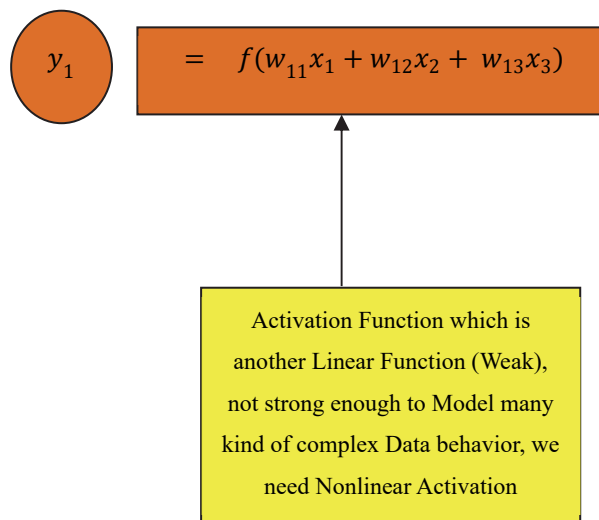 y₁ = f(w₁₁x₁ + w₁₂x₂ + w₁₃x₃)
Activation Function which is
another Linear Function (Weak),
not strong enough to Model many
kind of complex Data behavior, we
need Nonlinear Activation